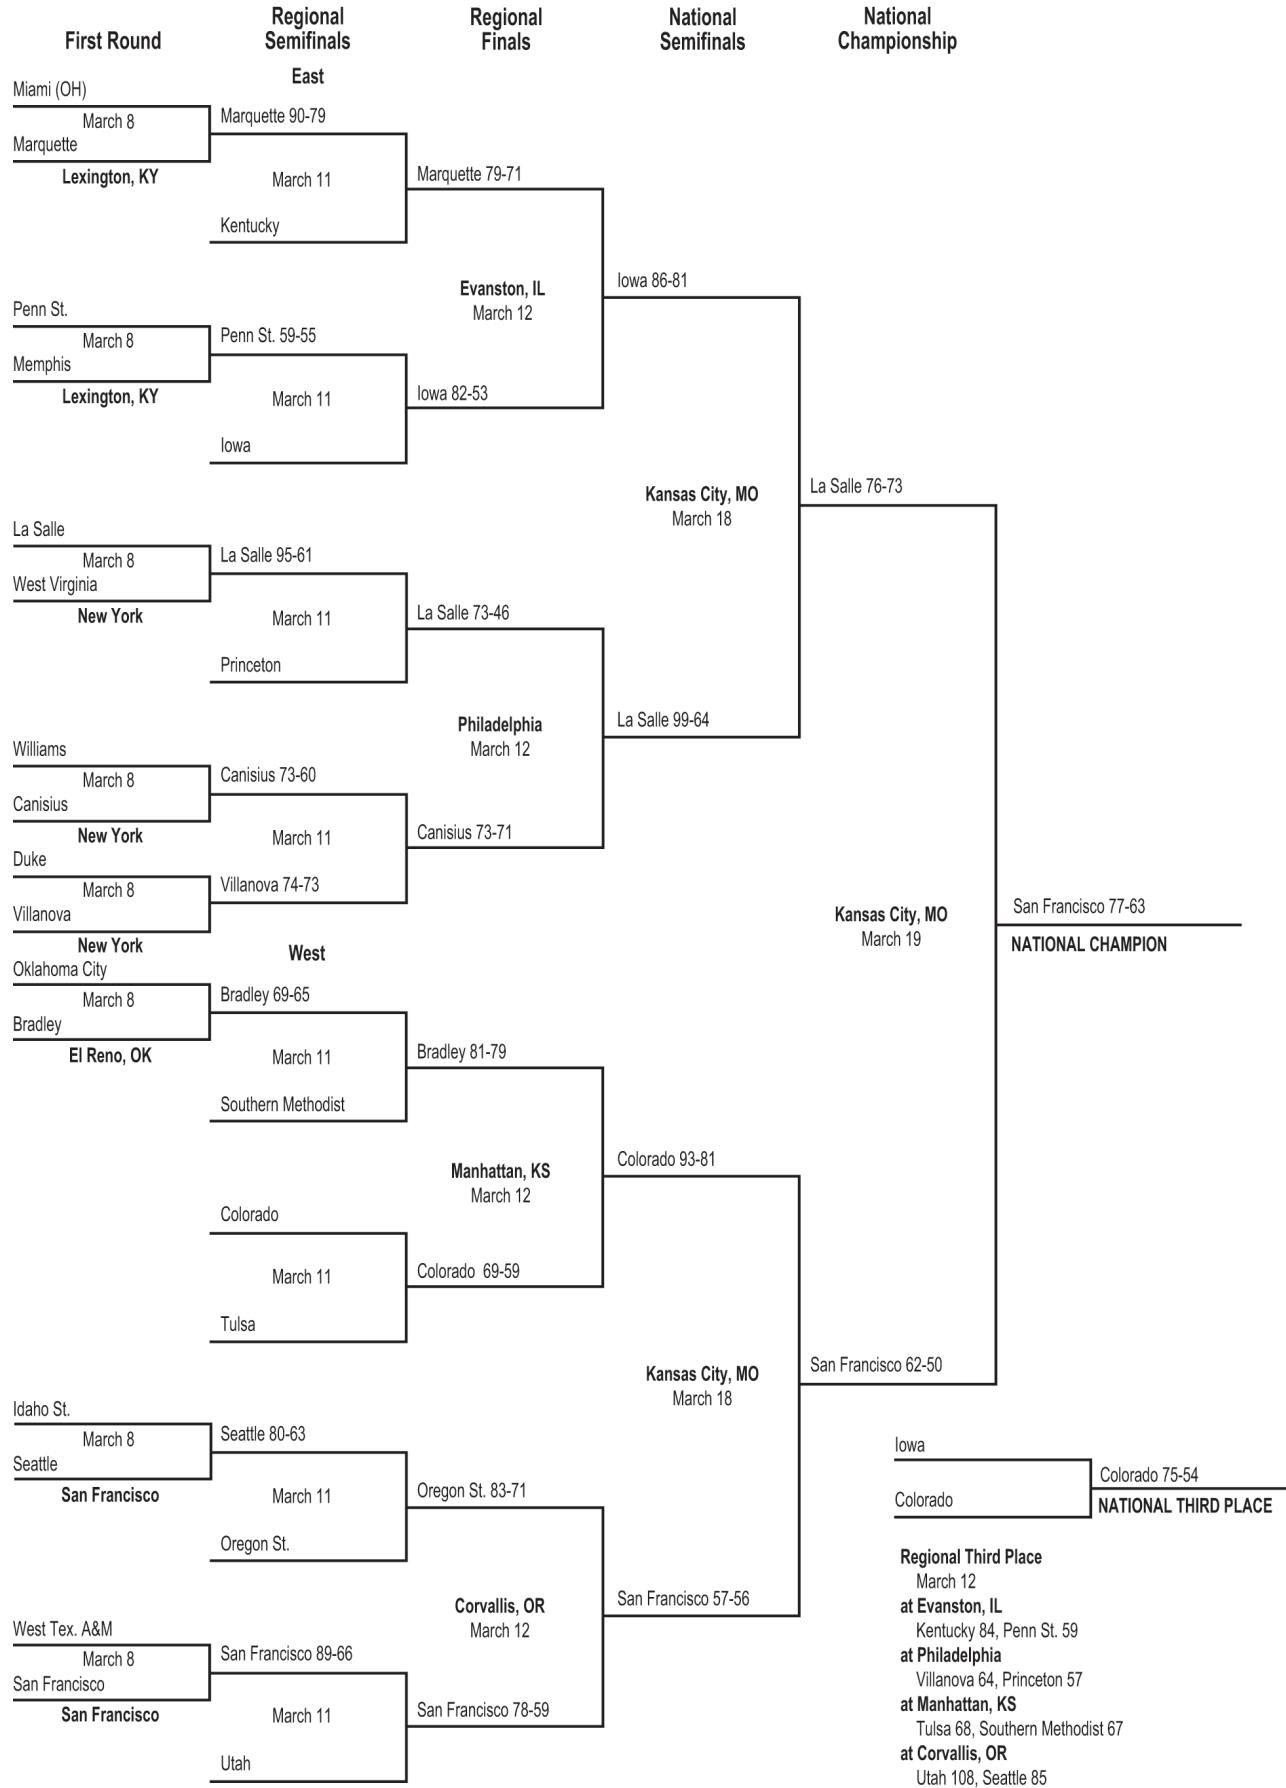 First Round
Regional
Semifinals
Regional
Finals
National
Semifinals
National
Championship
East
Miami (OH)
March 8
Marquette
Lexington, KY
Marquette 90-79
March 11
Kentucky
Marquette 79-71
Evanston, IL
March 12
Iowa 86-81
Penn St.
March 8
Memphis
Lexington, KY
Penn St. 59-55
March 11
Iowa
Iowa 82-53
Kansas City, MO
March 18
La Salle 76-73
La Salle
March 8
West Virginia
New York
La Salle 95-61
March 11
Princeton
La Salle 73-46
Philadelphia
March 12
La Salle 99-64
Williams
March 8
Canisius
New York
Canisius 73-60
March 11
Canisius 73-71
Duke
March 8
Villanova
New York
Villanova 74-73
Kansas City, MO
March 19
San Francisco 77-63
NATIONAL CHAMPION
West
Oklahoma City
March 8
Bradley
El Reno, OK
Bradley 69-65
March 11
Southern Methodist
Bradley 81-79
Manhattan, KS
March 12
Colorado 93-81
Colorado
March 11
Tulsa
Colorado  69-59
Kansas City, MO
March 18
San Francisco 62-50
Idaho St.
March 8
Seattle
San Francisco
Seattle 80-63
March 11
Oregon St.
Oregon St. 83-71
Corvallis, OR
March 12
San Francisco 57-56
West Tex. A&M
March 8
San Francisco
San Francisco
San Francisco 89-66
March 11
Utah
San Francisco 78-59
Iowa
Colorado
Colorado 75-54
NATIONAL THIRD PLACE
Regional Third Place
March 12
at Evanston, IL
Kentucky 84, Penn St. 59
at Philadelphia
Villanova 64, Princeton 57
at Manhattan, KS
Tulsa 68, Southern Methodist 67
at Corvallis, OR
Utah 108, Seattle 85